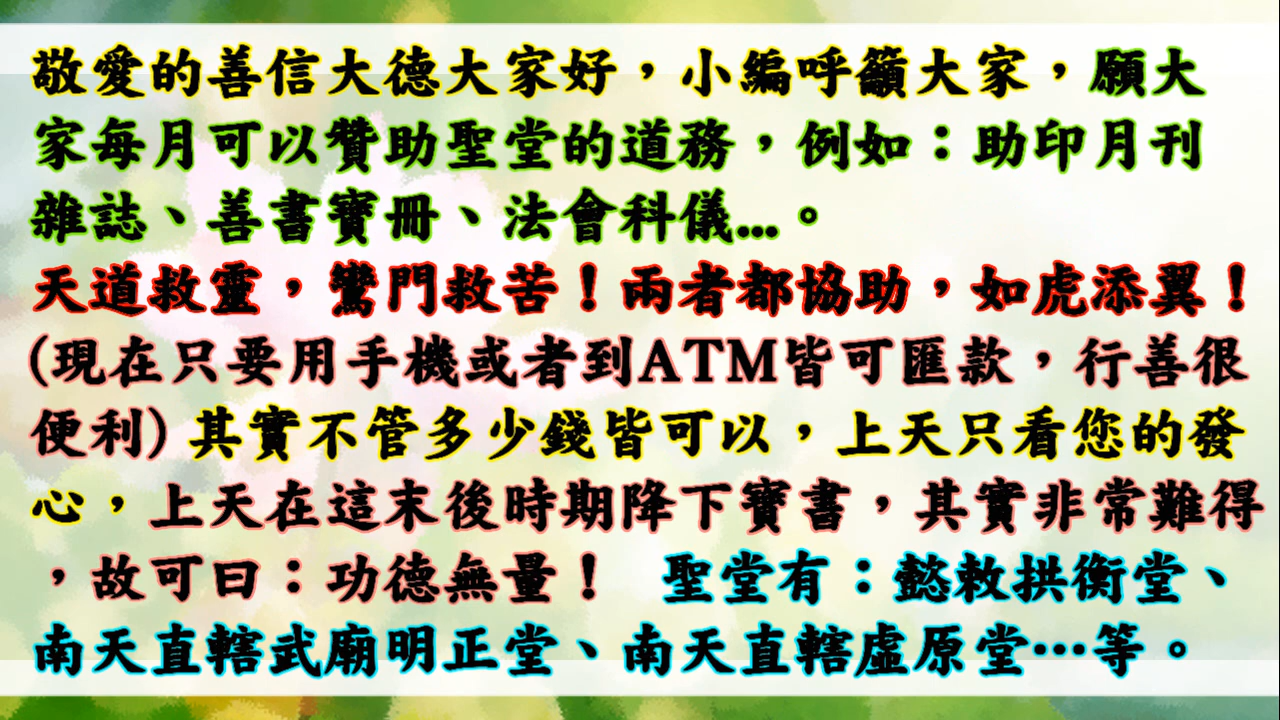 敬愛的善信大德大家好，小編呼籲大家，願大
家每月可以贊助聖堂的道務，例如：助印月刊
雜誌、善書寶冊、法會科儀...。
天道救靈，鸞門救苦！兩者都協助，如虎添翼！
(現在只要用手機或者到ATM皆可匯款，行善很
便利) 其實不管多少錢皆可以，上天只看您的發
心，上天在這末後時期降下寶書，其實非常難得
，故可曰：功德無量！ 聖堂有：懿敕拱衡堂、
南天直轄武廟明正堂、南天直轄虛原堂…等。